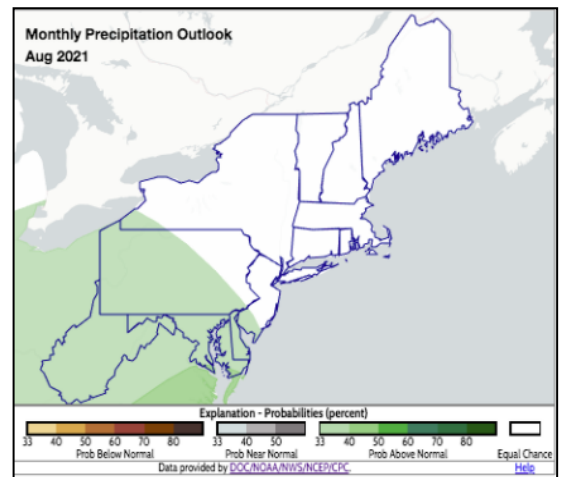 Monthly Precipitation Outlook
Aug 2021
Explanation - Probabilities (percent)
33 40 50 60 70 80 33 40 50 60 70 80 33 40 50 60 70 80
Prob Below Normal Prob Near Normal Prob Above Normal Equal Chance
Data provided by DOC/NOAA/NWS/NCEP/CPC. Help